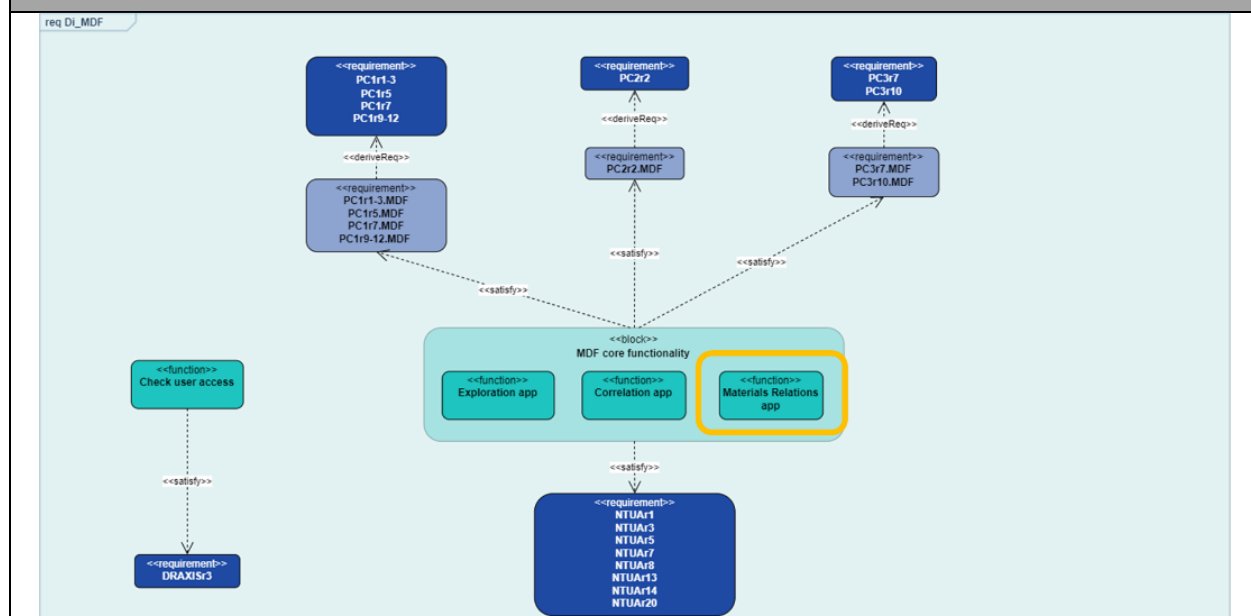 req Di_MDF
<<requirement>>
PC1r1-3
PC1r5
PC1r7
PC1r9-12
<<requirement>>
PC2r2
<<requirement>>
PC3r7
PC3r10
<<deriveReq>>
<<deriveReq>>
<<deriveReq>>
<<requirement>>
PC1r1-3.MDF
PC1r5.MDF
PC1r7.MDF
PC1r9-12.MDF
<<requirement>>
PC2r2.MDF
<<requirement>>
PC3r7.MDF
PC3r10.MDF
<<satisfy>>
<<satisfy>>
<<satisfy>>
<<block>>
MDF core functionality
<<function>>
Check user access
<<function>>
Exploration app
<<function>>
Correlation app
<<function>>
Materials Relations
app
<<satisfy>>
<<satisfy>>
<<requirement>>
NTUAr1
NTUAr3
NTUAr5
NTUAr7
NTUAr8
NTUAr13
NTUAr14
NTUAr20
<<requirement>>
DRAXISr3